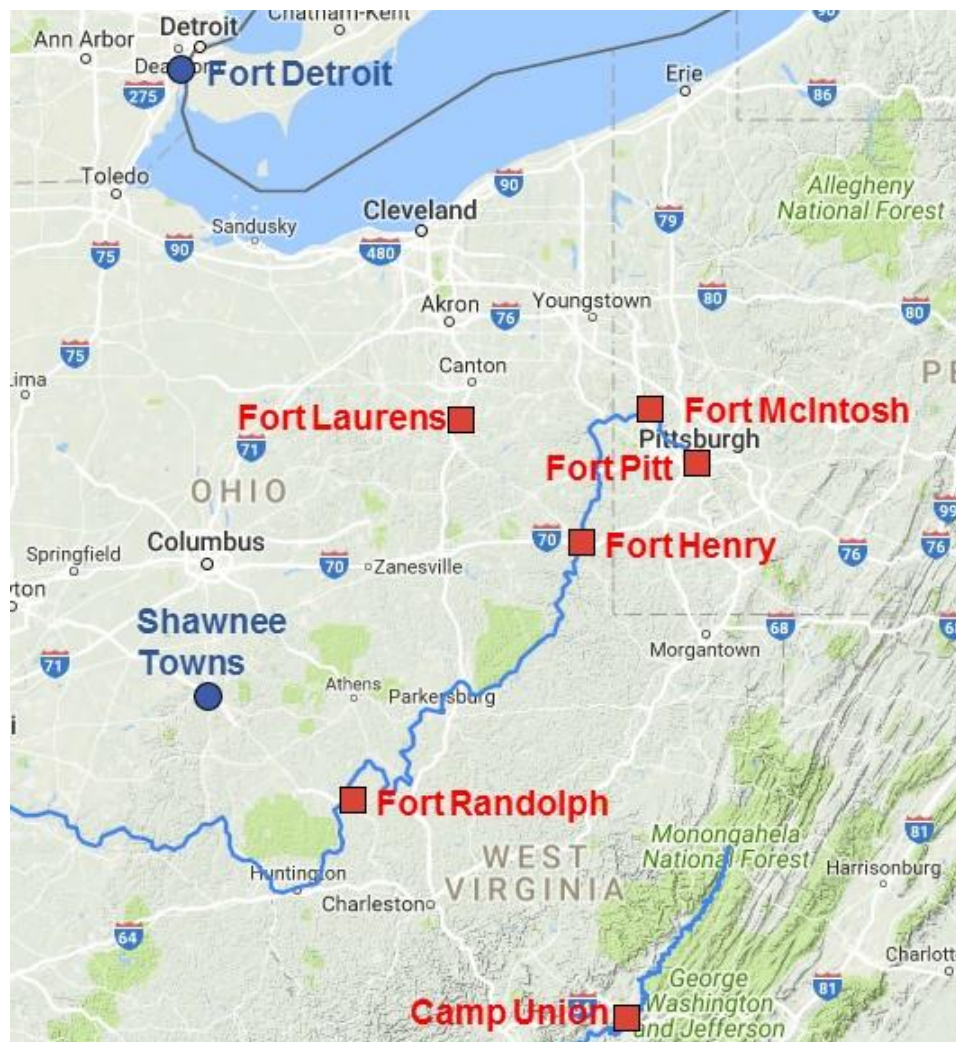 Chatham-Kent
Detroit
Ann Arbor
Fort Detroit
275
Erie
86
90
Toledo
90
Allegheny
National Forest
Cleveland
79
Sandusky
75
90
480
Akron
Youngstown
76
80
80
75
Canton
Lima
Fort Laurens
Fort McIntosh
71
Pittsburgh
Fort Pitt
OHIO
99
Columbus
70
Fort Henry
76
76
Springfield
70
Zanesville
Shawnee
Towns
68
71
Morgantown
Athens
Parkersburg
Fort Randolph
Monongahela
National Forest
81
WEST
VIRGINIA
Harrisonburg
Huntington
Charleston
64
George
Washington
and Jefferson
81
Camp Union